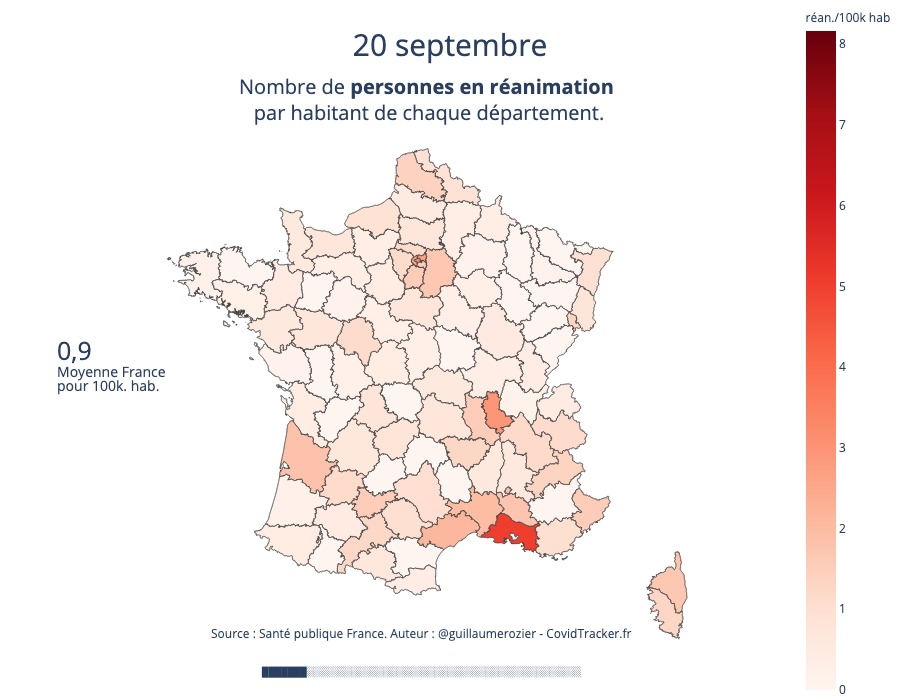 réan./100k hab
20 septembre
Nombre de personnes en réanimation
par habitant de chaque département.
8
7
6
5
4
3
2
1
0
0,9
Moyenne France
pour 100k. hab.
Source : Santé publique France. Auteur : @guillaumerozier - CovidTracker.fr